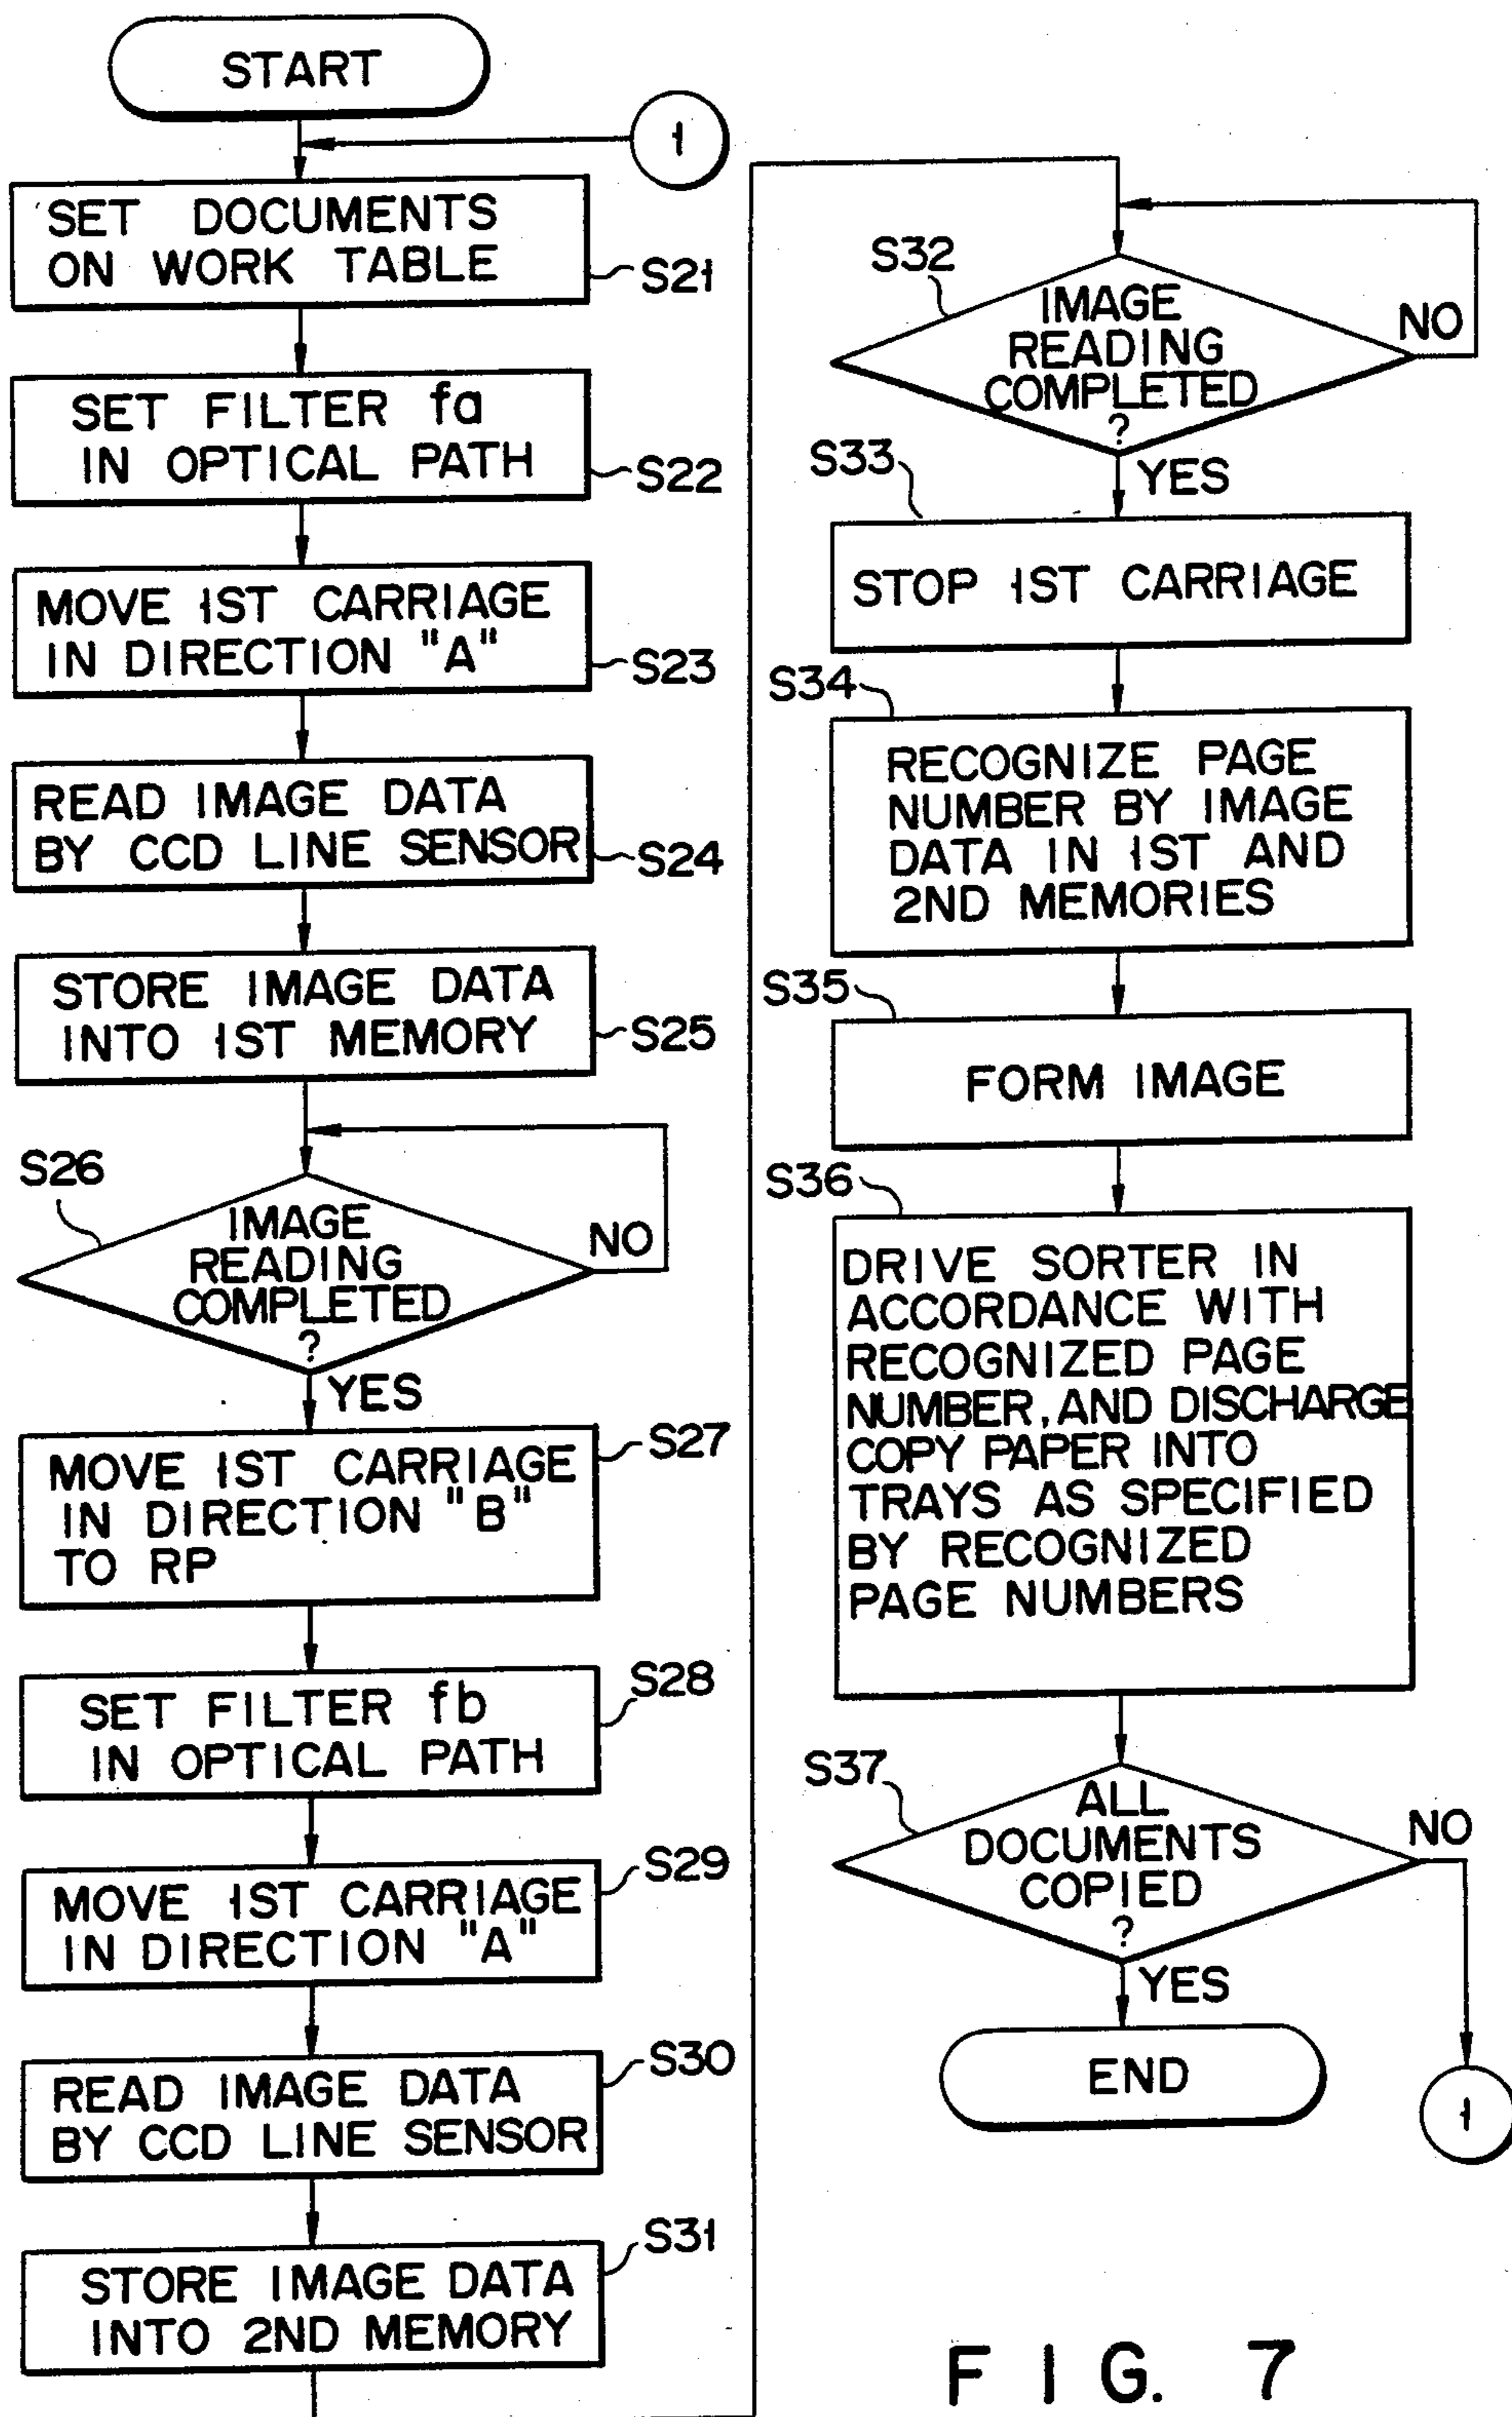 START
1
SET DOCUMENTS
ON WORK TABLE
S21
SET FILTER fa
IN OPTICAL PATH
S22
MOVE 1ST CARRIAGE
IN DIRECTION "A"
S23
READ IMAGE DATA
BY CCD LINE SENSOR
S24
STORE IMAGE DATA
INTO 1ST MEMORY
S25
S26
IMAGE
READING
COMPLETED
?
NO
YES
MOVE 1ST CARRIAGE
IN DIRECTION "B"
TO RP
S27
SET FILTER fb
IN OPTICAL PATH
S28
MOVE 1ST CARRIAGE
IN DIRECTION "A"
S29
READ IMAGE DATA
BY CCD LINE SENSOR
S30
STORE IMAGE DATA
INTO 2ND MEMORY
S31
S32
IMAGE
READING
COMPLETED
?
NO
YES
S33
STOP 1ST CARRIAGE
S34
RECOGNIZE PAGE
NUMBER BY IMAGE
DATA IN 1ST AND
2ND MEMORIES
S35
FORM IMAGE
S36
DRIVE SORTER IN
ACCORDANCE WITH
RECOGNIZED PAGE
NUMBER, AND DISCHARGE
COPY PAPER INTO
TRAYS AS SPECIFIED
BY RECOGNIZED
PAGE NUMBERS
S37
ALL
DOCUMENTS
COPIED
?
NO
YES
END
1
FIG. 7